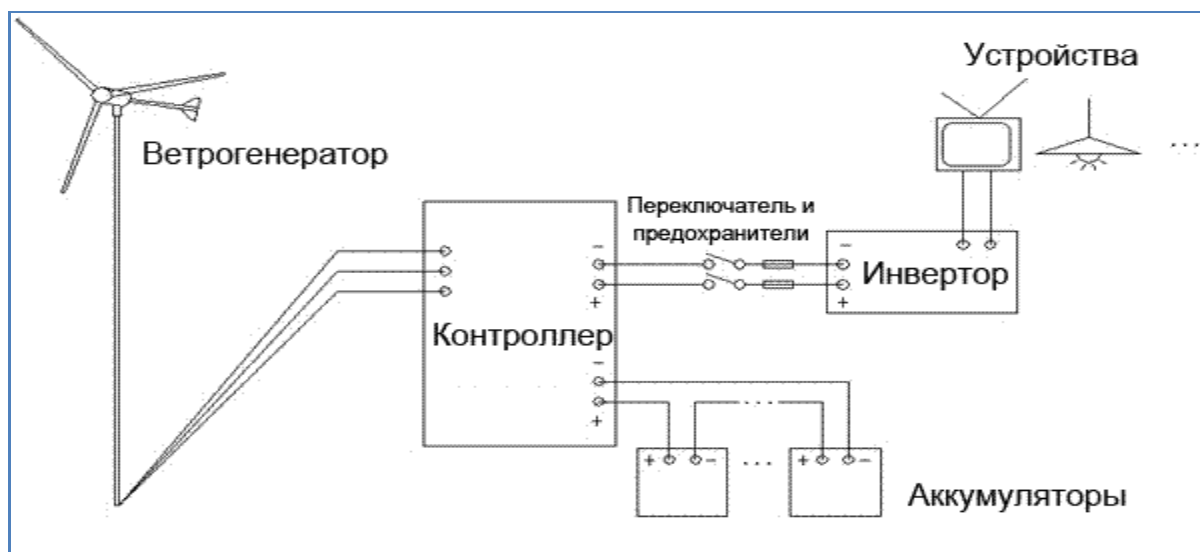 Устройства
Ветрогенератор
...
Переключатель и
предохранители
−
−
Инвертор
+
+
Контроллер
−
+
...
+ −
...
+ −
Аккумуляторы